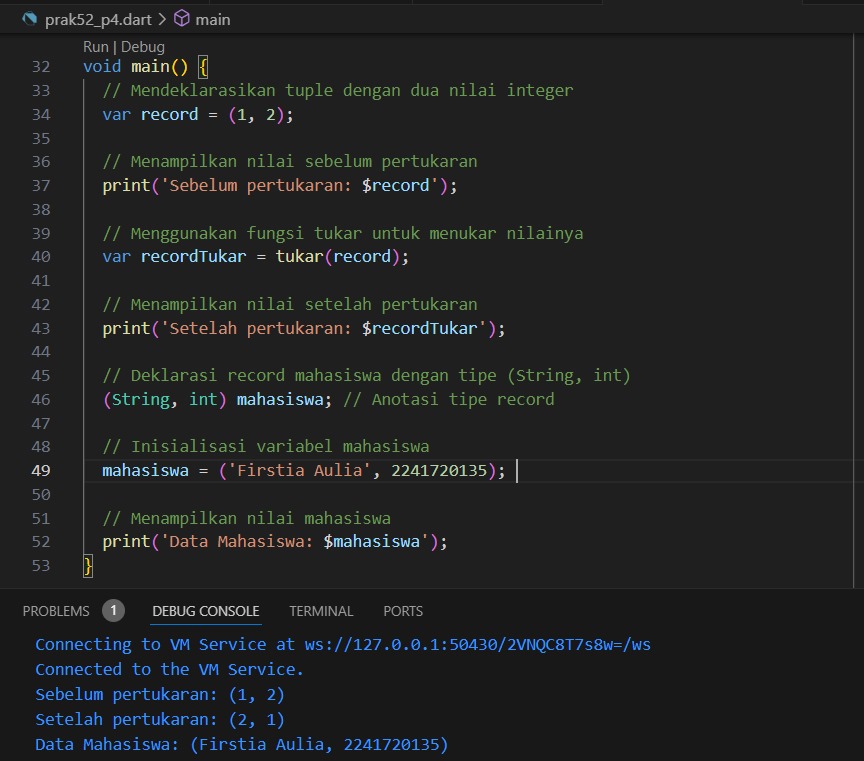 prak52_p4.dart > main
Run | Debug
32 void main() {
33 // Mendeklarasikan tuple dengan dua nilai integer
34 var record = (1, 2);
35
36 // Menampilkan nilai sebelum pertukaran
37 print('Sebelum pertukaran: $record');
38
39 // Menggunakan fungsi tukar untuk menukar nilainya
40 var recordTukar = tukar(record);
41
42 // Menampilkan nilai setelah pertukaran
43 print('Setelah pertukaran: $recordTukar');
44
45 // Deklarasi record mahasiswa dengan tipe (String, int)
46 (String, int) mahasiswa; // Anotasi tipe record
47
48 // Inisialisasi variabel mahasiswa
49 mahasiswa = ('Firstia Aulia', 2241720135);
50
51 // Menampilkan nilai mahasiswa
52 print('Data Mahasiswa: $mahasiswa');
53 }
PROBLEMS 1 DEBUG CONSOLE TERMINAL PORTS
Connecting to VM Service at ws://127.0.0.1:50430/2VNQC8T7s8w=/ws
Connected to the VM Service.
Sebelum pertukaran: (1, 2)
Setelah pertukaran: (2, 1)
Data Mahasiswa: (Firstia Aulia, 2241720135)